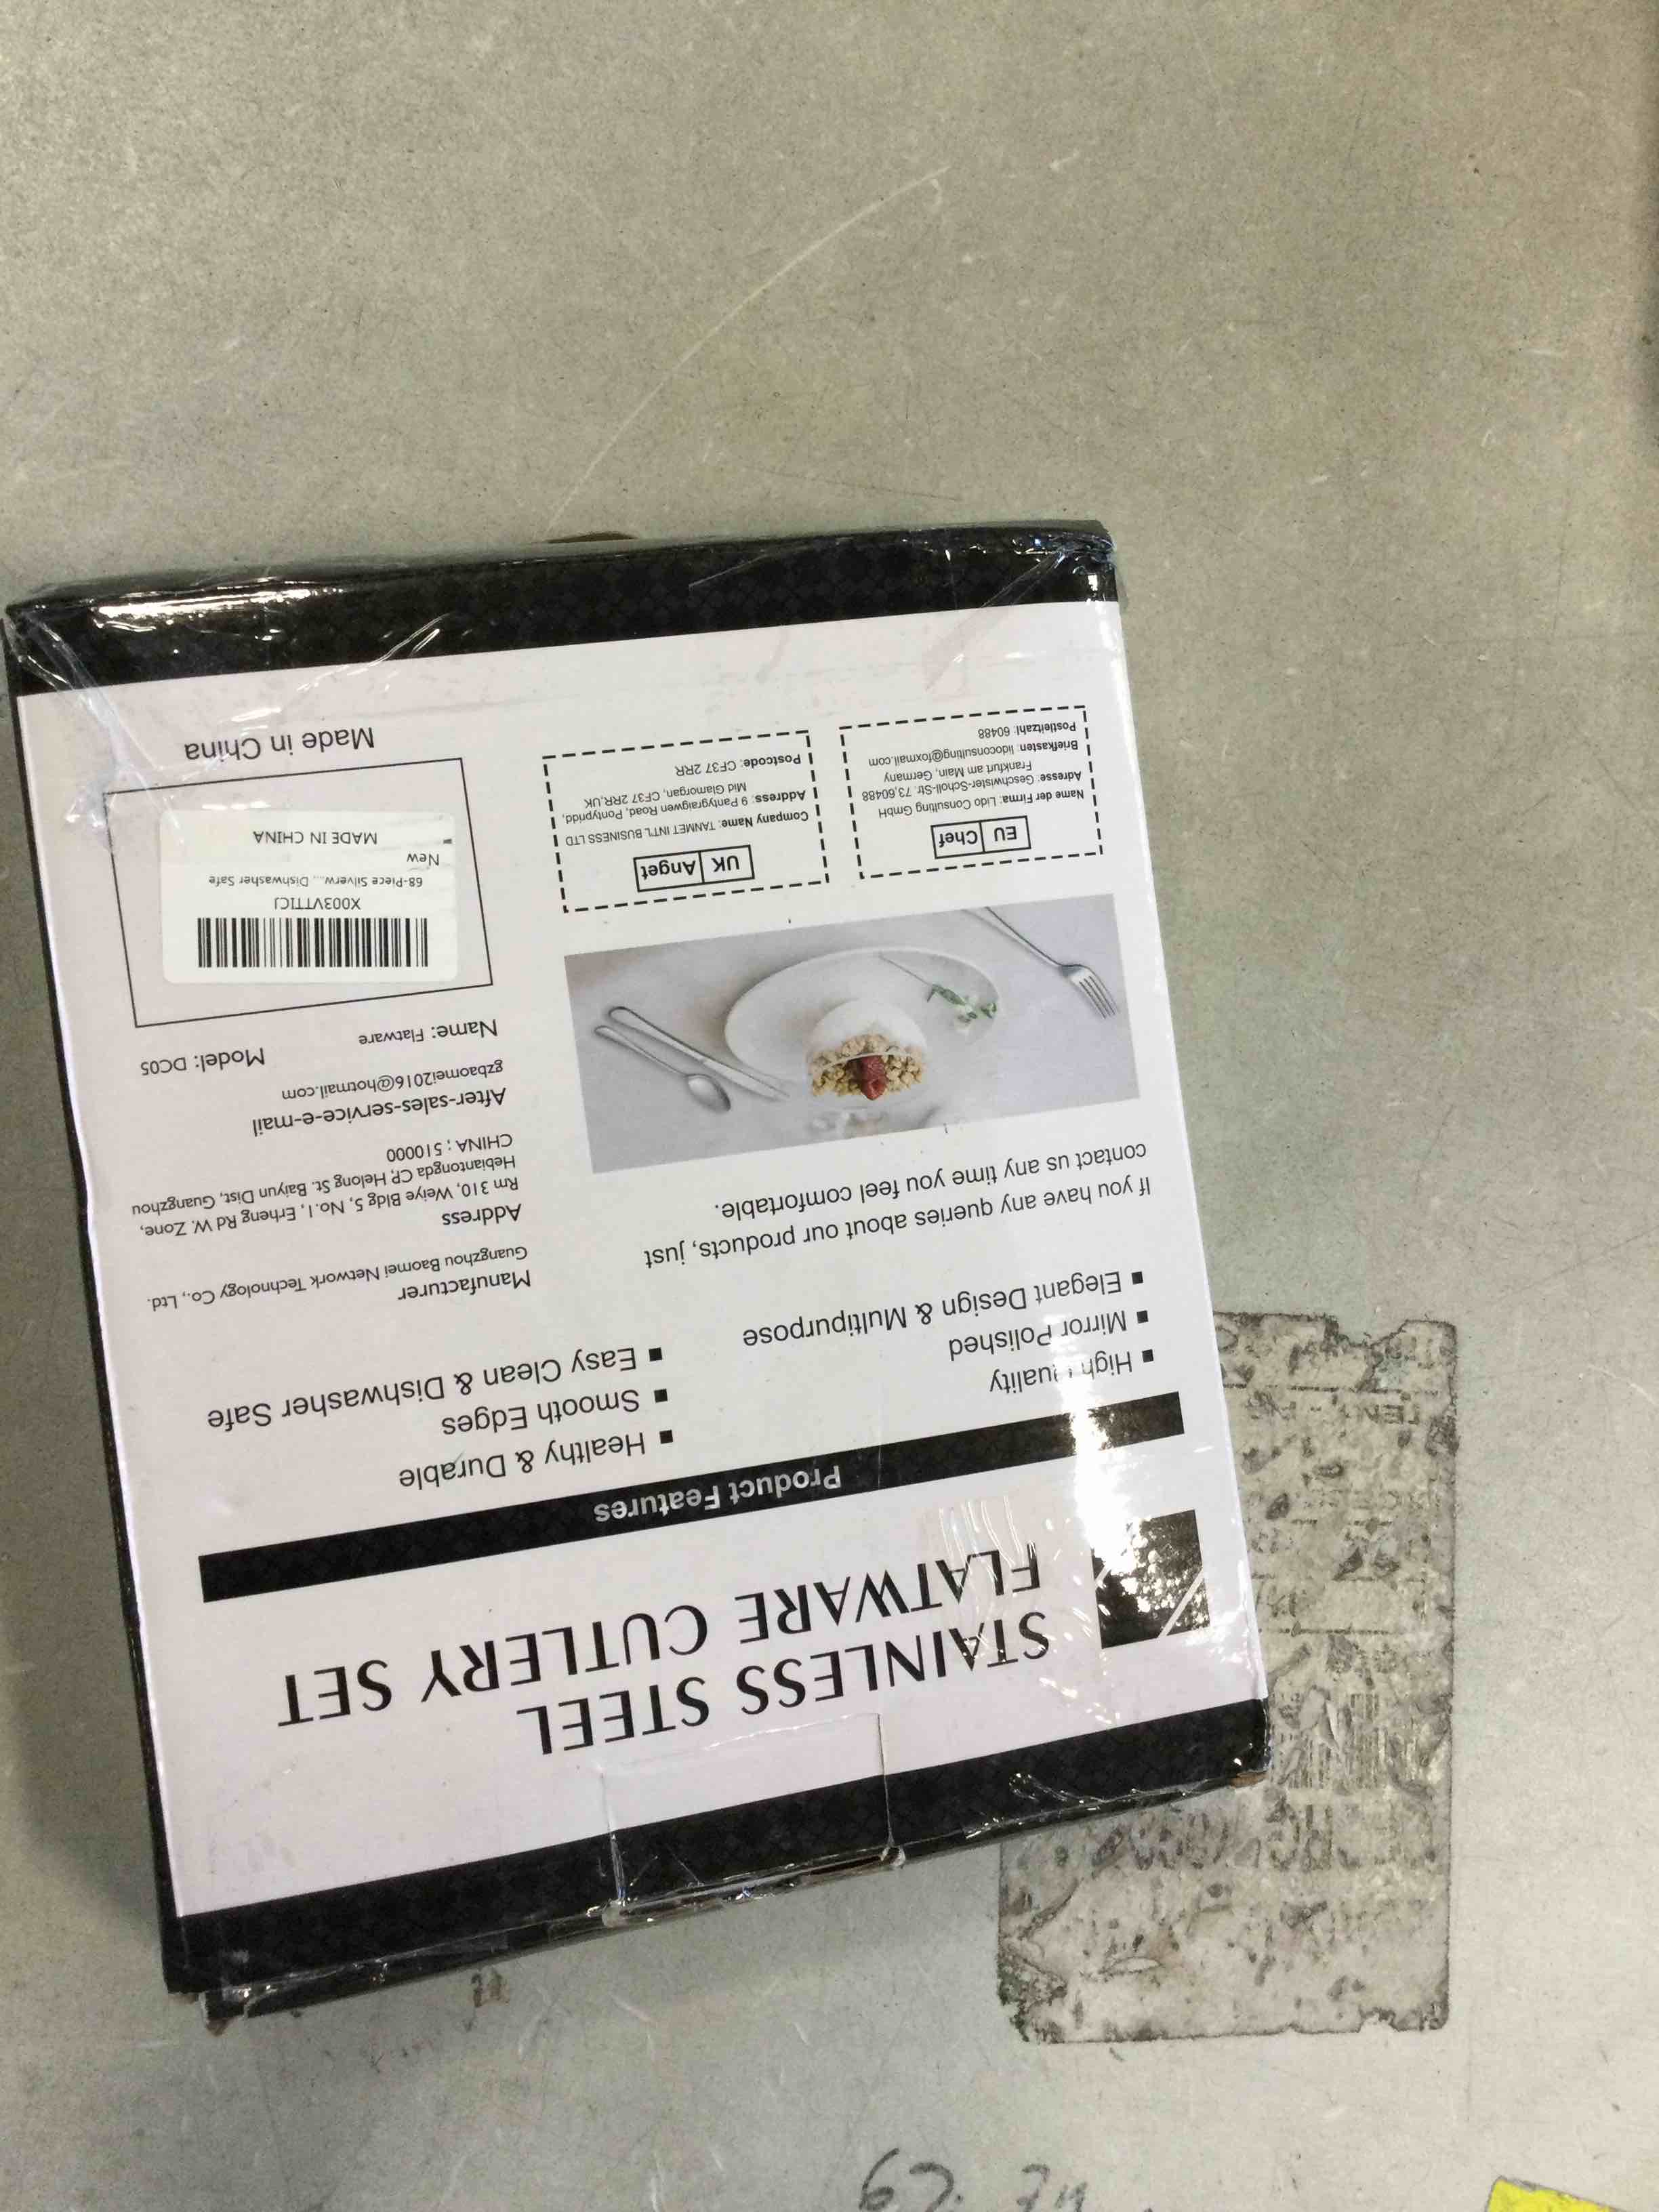 STAINLESS STEEL
FLATWARE CUTLERY SET
Product Features
▪ High Quality
▪ Mirror Polished
▪ Elegant Design & Multipurpose
▪ Healthy & Durable
▪ Smooth Edges
▪ Easy Clean & Dishwasher Safe
If you have any queries about our products, just
contact us any time you feel comfortable.
Manufacturer
Guangzhou Baomei Network Technology Co., Ltd.
Address
Rm 310, Weiye Bldg 5, No.1, Erheng Rd W. Zone,
Hebiantongda CP, Helong St. Baiyun Dist, Guangzhou
CHINA ; 510000
After-sales-service-e-mail
gzbaomei2016@hotmail.com
Name: Flatware
Model: DC05
EU Chef
Name der Firma: Lido Consulting GmbH
Adresse: Geschwister-Scholl-Str. 73,60488
Frankfurt am Main, Germany
Briefkasten: lidoconsulting@foxmail.com
Postleitzahl: 60488
UK Anget
Company Name: TANMET INT'L BUSINESS LTD
Address: 9 Pantygraigwen Road, Pontypridd,
Mid Glamorgan, CF37 2RR,UK
Postcode: CF37 2RR
X003VTTICJ
68-Piece Silverw... Dishwasher Safe
New
MADE IN CHINA
Made in China